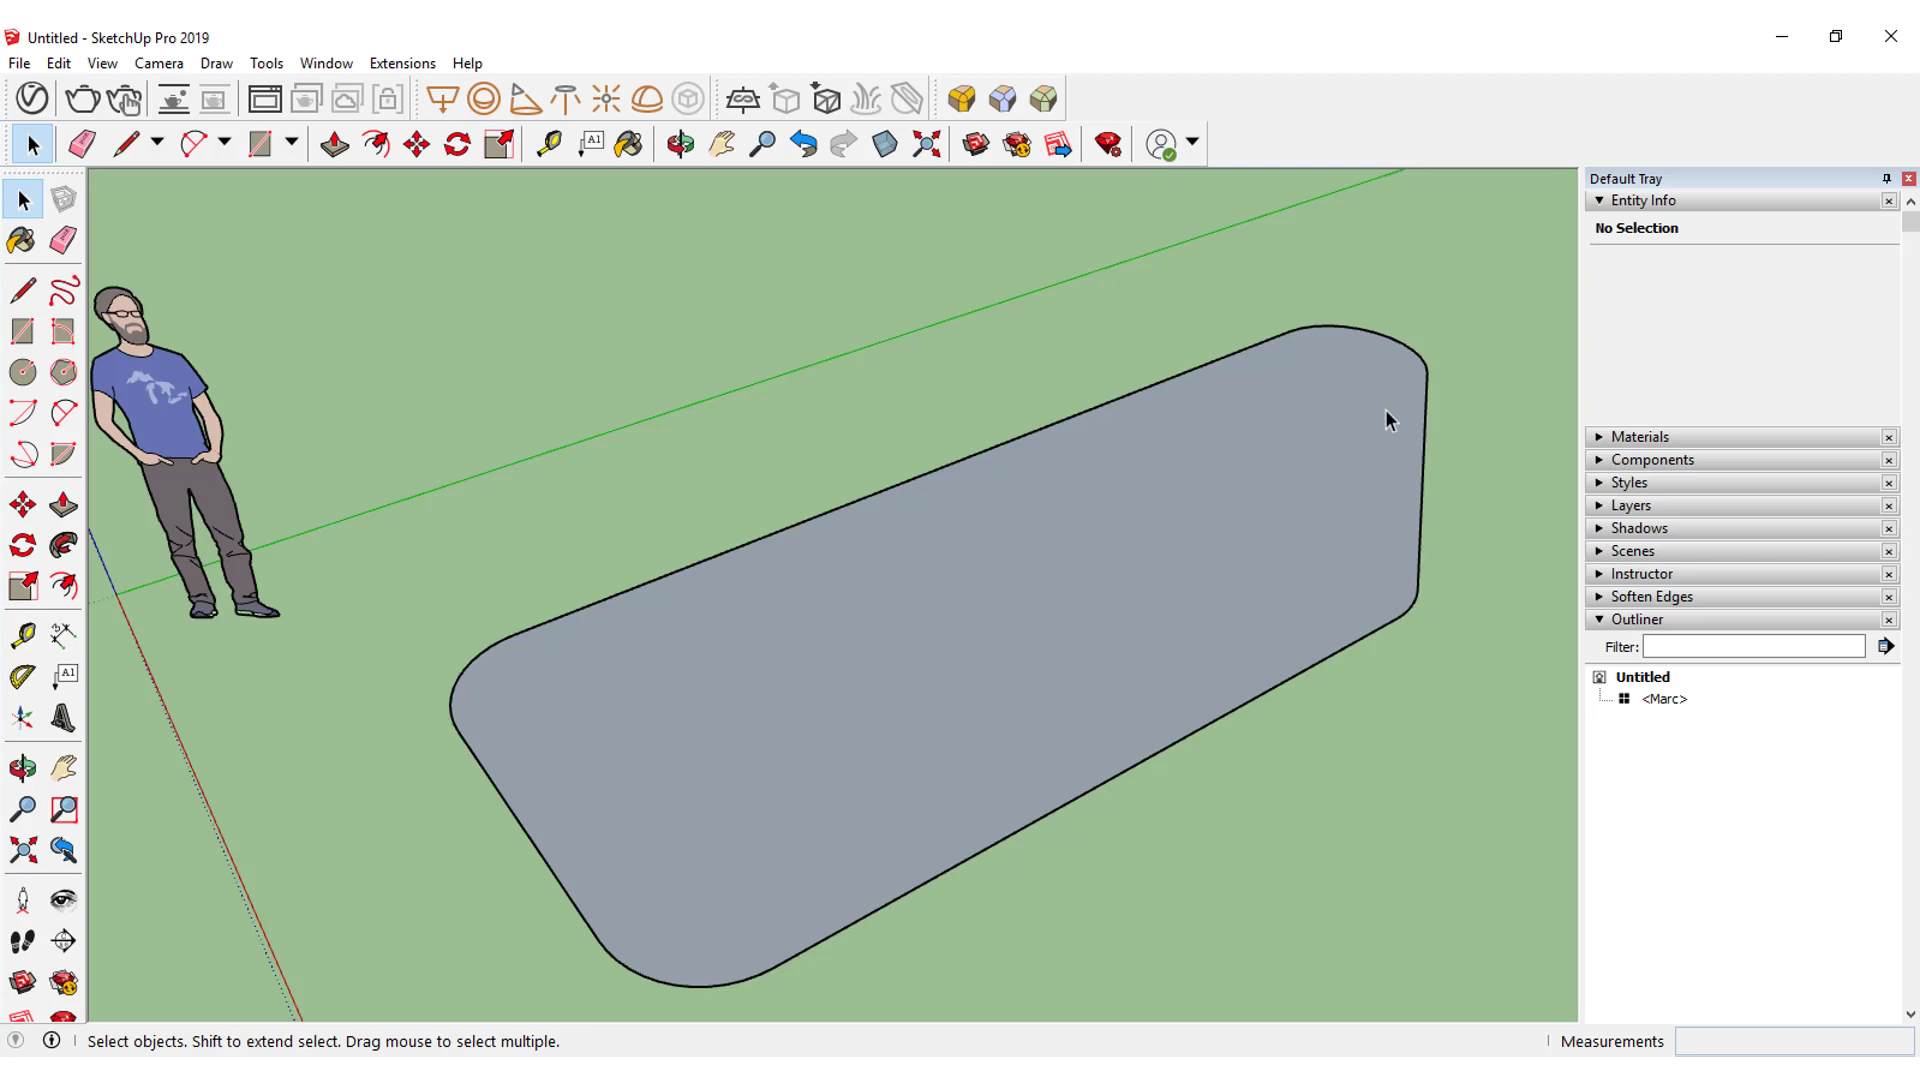 Untitled - SketchUp Pro 2019
File Edit View Camera Draw Tools Window Extensions Help
A1
Default Tray
Entity Info
No Selection
Materials
Components
Styles
Layers
Shadows
Scenes
Instructor
Soften Edges
Outliner
Filter:
Untitled
<Marc>
A1
Select objects. Shift to extend select. Drag mouse to select multiple.
Measurements